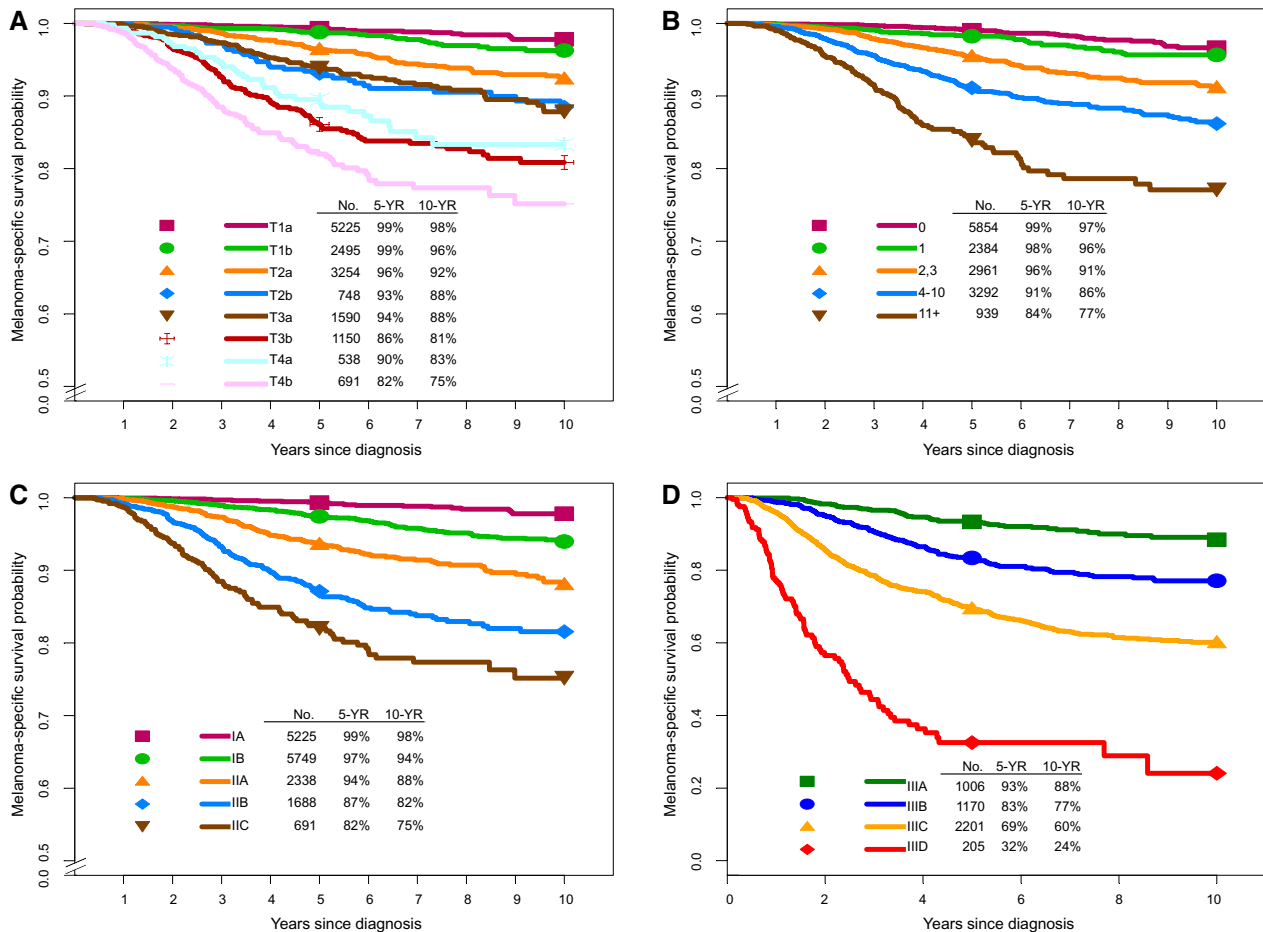 A
Melanoma-specific survival probability
1.0
0.9
0.8
0.7
0.6
0.5
0.0
No. 5-YR 10-YR
T1a 5225 99% 98%
T1b 2495 99% 96%
T2a 3254 96% 92%
T2b 748 93% 88%
T3a 1590 94% 88%
T3b 1150 86% 81%
T4a 538 90% 83%
T4b 691 82% 75%
1 2 3 4 5 6 7 8 9 10
Years since diagnosis
B
Melanoma-specific survival probability
1.0
0.9
0.8
0.7
0.6
0.5
0.0
No. 5-YR 10-YR
0 5854 99% 97%
1 2384 98% 96%
2,3 2961 96% 91%
4-10 3292 91% 86%
11+ 939 84% 77%
1 2 3 4 5 6 7 8 9 10
Years since diagnosis
C
Melanoma-specific survival probability
1.0
0.9
0.8
0.7
0.6
0.5
0.0
No. 5-YR 10-YR
IA 5225 99% 98%
IB 5749 97% 94%
IIA 2338 94% 88%
IIB 1688 87% 82%
IIC 691 82% 75%
1 2 3 4 5 6 7 8 9 10
Years since diagnosis
D
Melanoma-specific survival probability
1.0
0.8
0.6
0.4
0.2
0.0
No. 5-YR 10-YR
IIIA 1006 93% 88%
IIIB 1170 83% 77%
IIIC 2201 69% 60%
IIID 205 32% 24%
0 2 4 6 8 10
Years since diagnosis